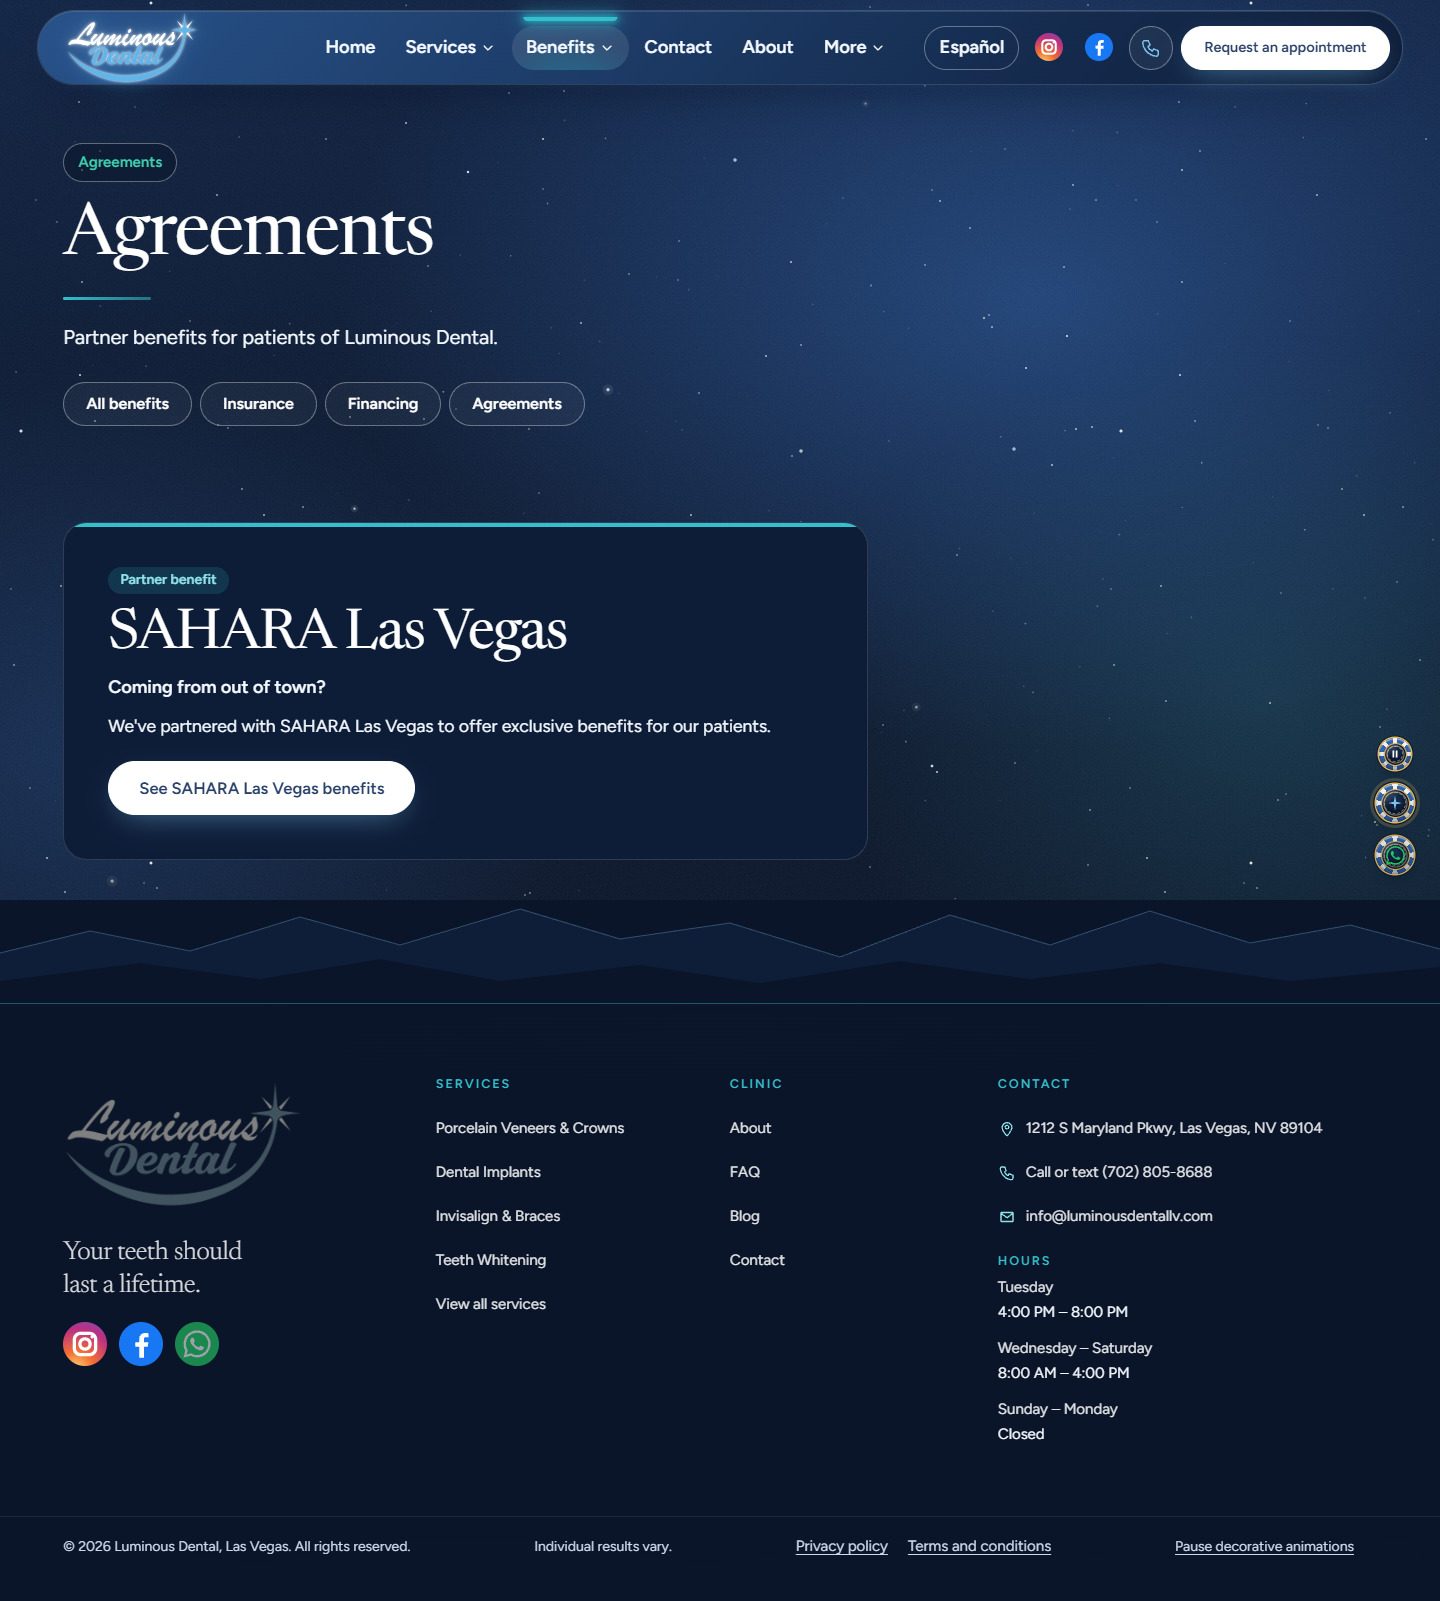 Luminous
Dental
Home
Services
Benefits
Contact
About
More
Español
Request an appointment
Agreements
Agreements
Partner benefits for patients of Luminous Dental.
All benefits
Insurance
Financing
Agreements
Partner benefit
SAHARA Las Vegas
Coming from out of town?
We've partnered with SAHARA Las Vegas to offer exclusive benefits for our patients.
See SAHARA Las Vegas benefits
Luminous
Dental
Your teeth should
last a lifetime.
SERVICES
Porcelain Veneers & Crowns
Dental Implants
Invisalign & Braces
Teeth Whitening
View all services
CLINIC
About
FAQ
Blog
Contact
CONTACT
1212 S Maryland Pkwy, Las Vegas, NV 89104
Call or text (702) 805-8688
info@luminousdentallv.com
HOURS
Tuesday
4:00 PM – 8:00 PM
Wednesday – Saturday
8:00 AM – 4:00 PM
Sunday – Monday
Closed
© 2026 Luminous Dental, Las Vegas. All rights reserved.
Individual results vary.
Privacy policy
Terms and conditions
Pause decorative animations